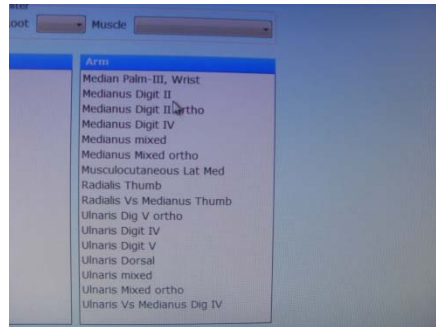 oot Muscle
Arm
Median Palm-III, Wrist
Medianus Digit II
Medianus Digit II ortho
Medianus Digit IV
Medianus mixed
Medianus Mixed ortho
Musculocutaneous Lat Med
Radialis Thumb
Radialis Vs Medianus Thumb
Ulnaris Dig V ortho
Ulnaris Digit IV
Ulnaris Digit V
Ulnaris Dorsal
Ulnaris mixed
Ulnaris Mixed ortho
Ulnaris Vs Medianus Dig IV